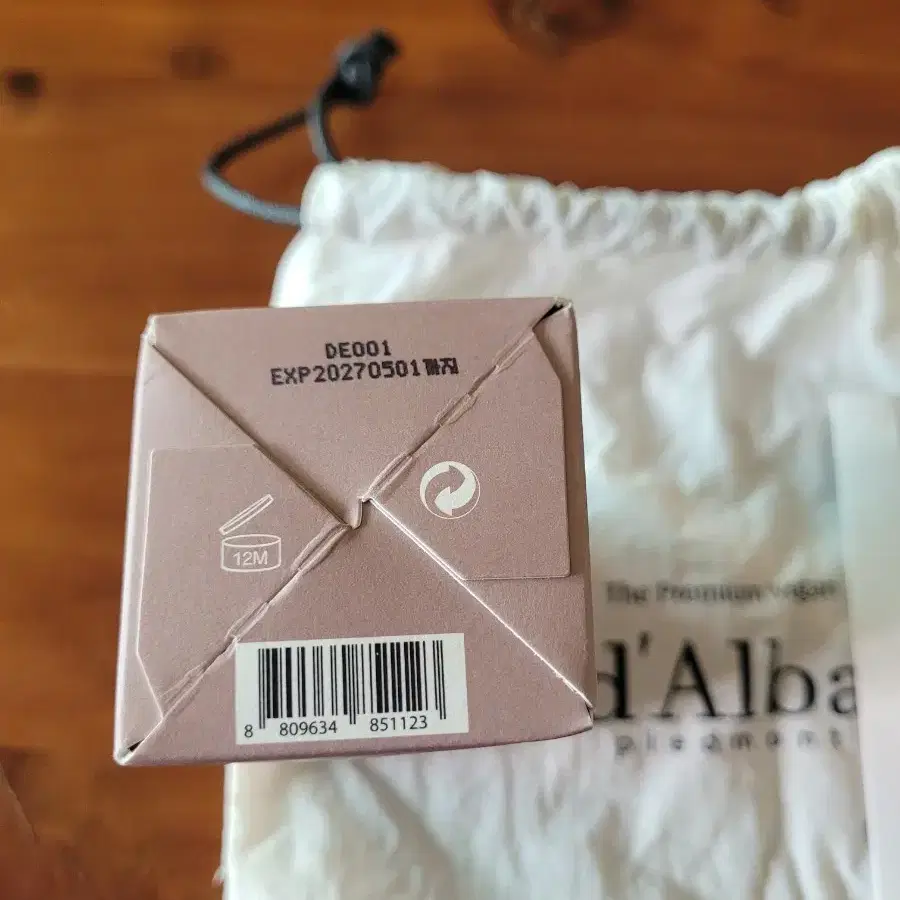 DE001
EXP20270501까지
12M
8 809634 851123
The Premium vegan
d'Alba
piedmont